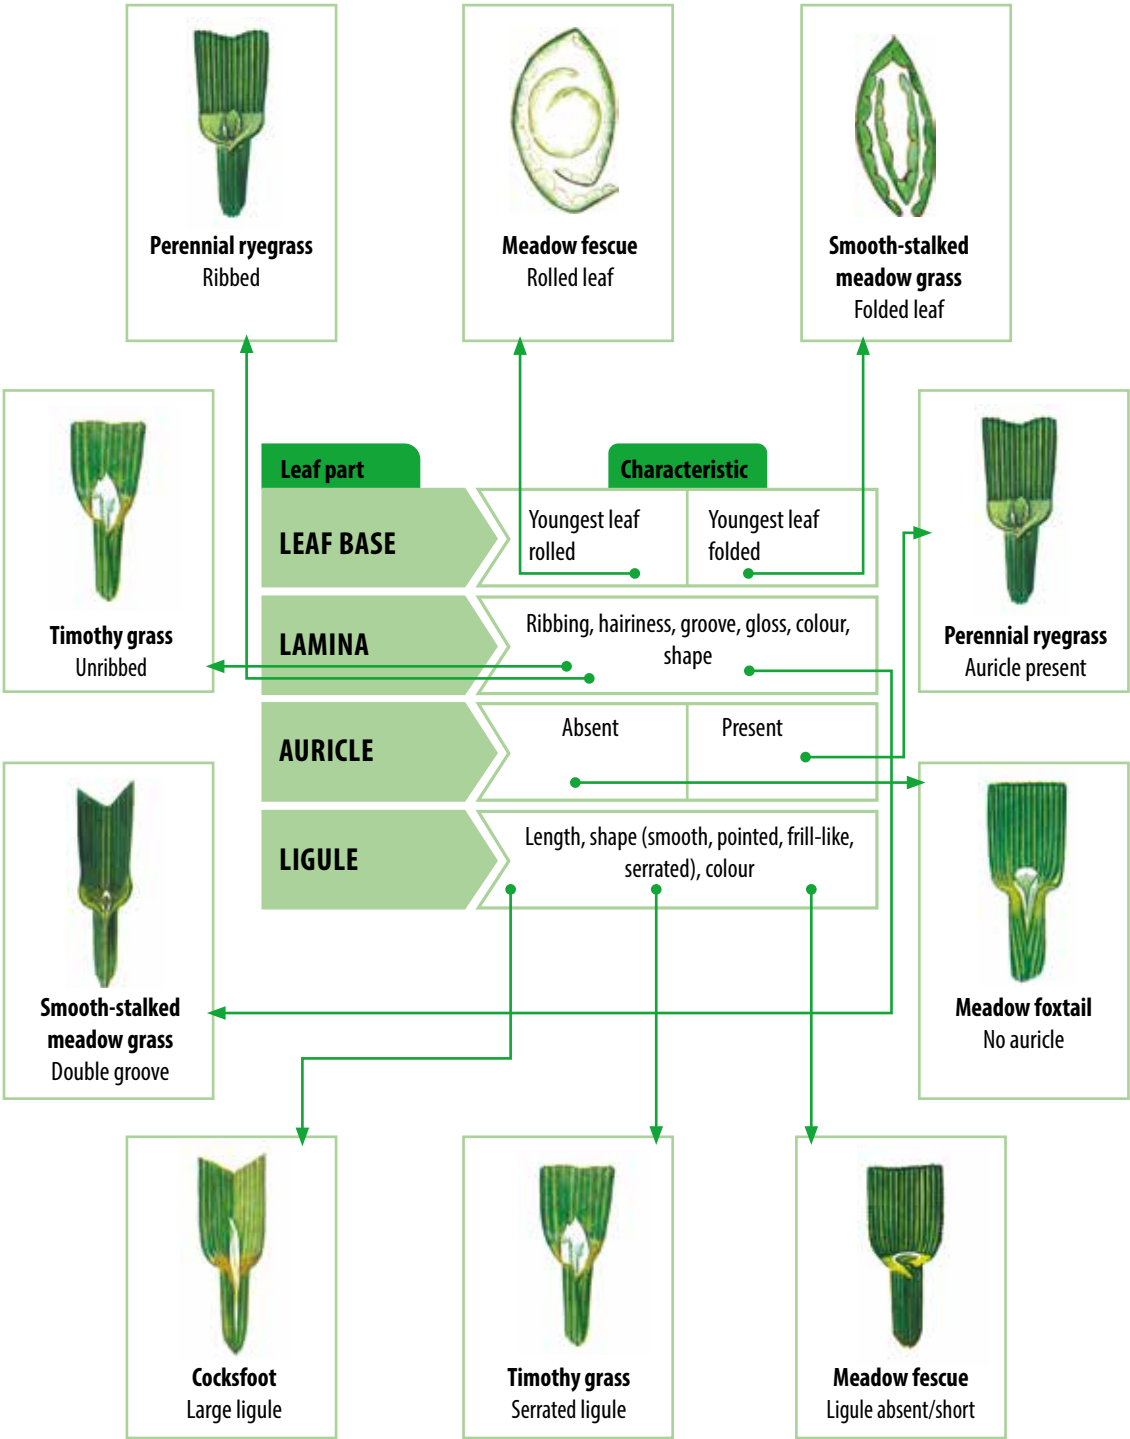 Perennial ryegrass
Ribbed
Meadow fescue
Rolled leaf
Smooth-stalked
meadow grass
Folded leaf
Timothy grass
Unribbed
Leaf part
Characteristic
LEAF BASE
Youngest leaf
rolled
Youngest leaf
folded
LAMINA
Ribbing, hairiness, groove, gloss, colour,
shape
AURICLE
Absent
Present
LIGULE
Length, shape (smooth, pointed, frill-like,
serrated), colour
Perennial ryegrass
Auricle present
Smooth-stalked
meadow grass
Double groove
Meadow foxtail
No auricle
Cocksfoot
Large ligule
Timothy grass
Serrated ligule
Meadow fescue
Ligule absent/short